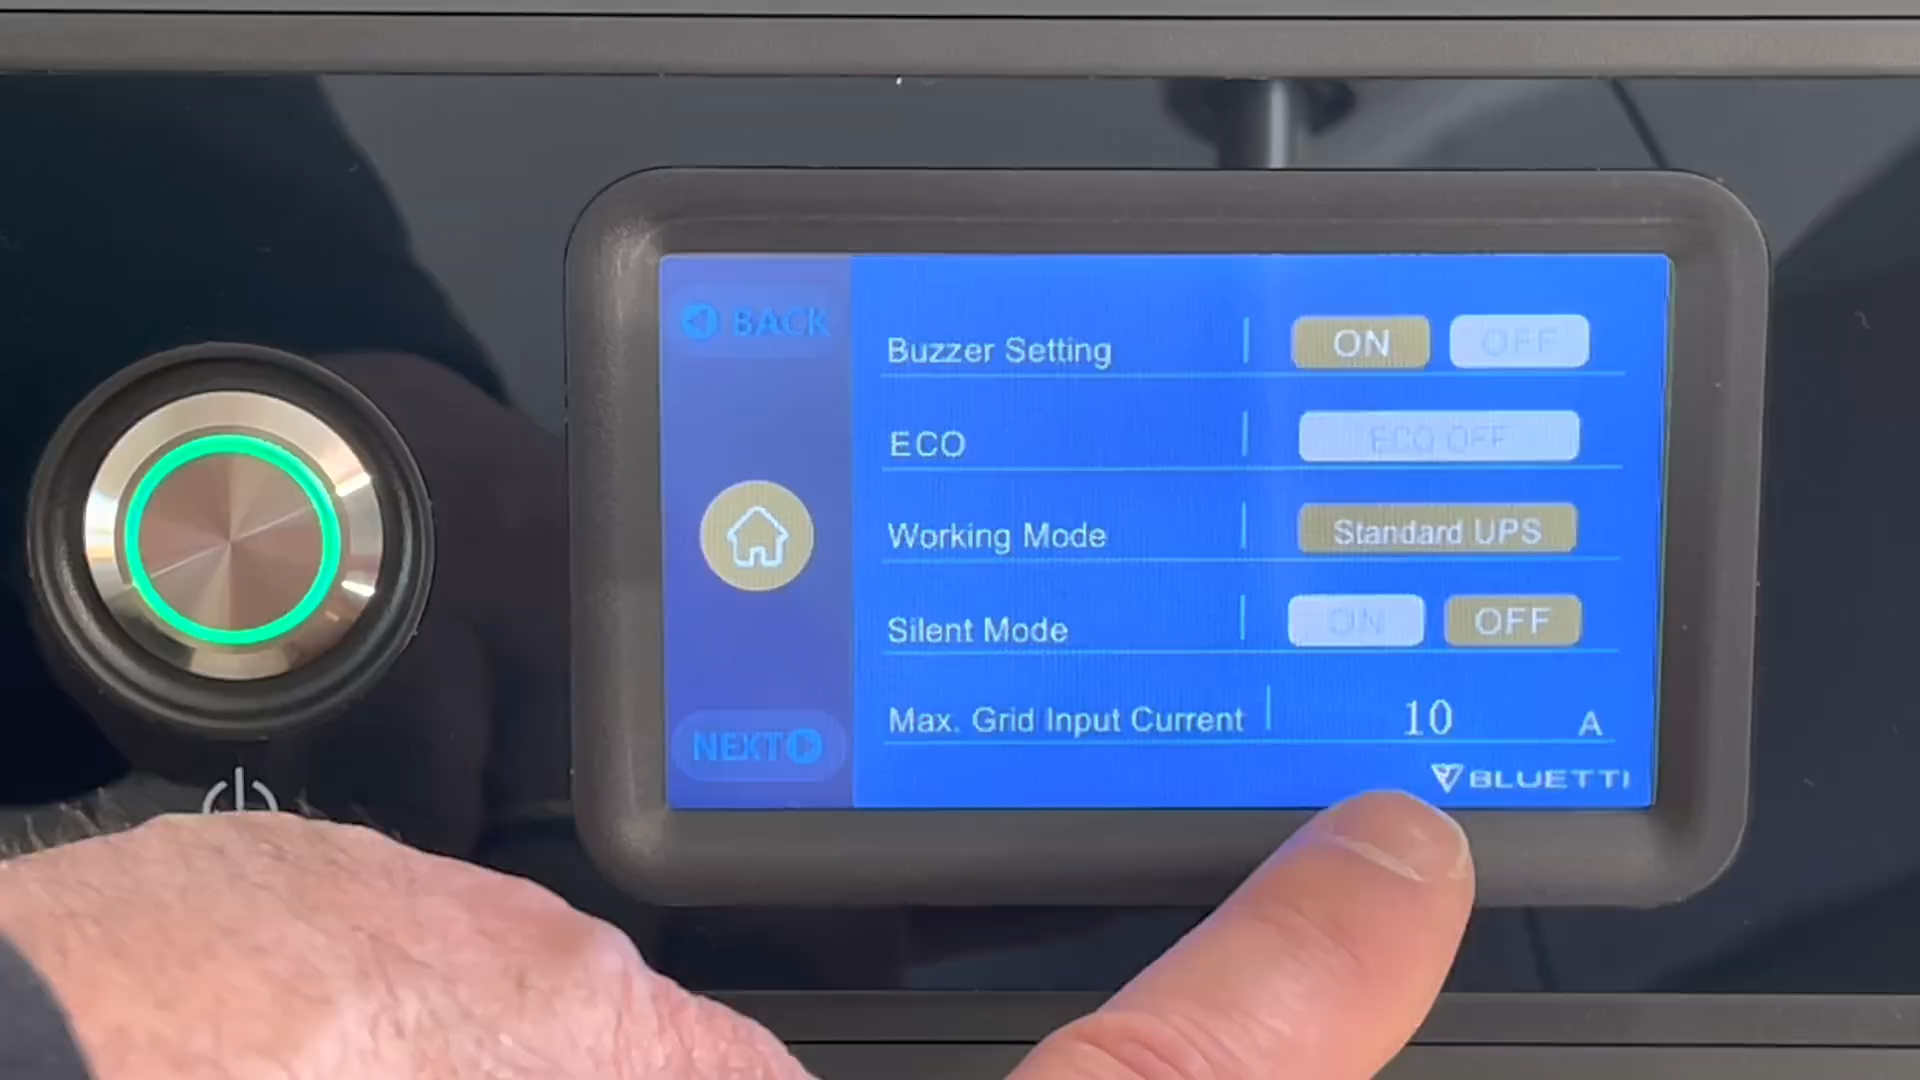 BACK
Buzzer Setting ON OFF
ECO ECO OFF
Working Mode Standard UPS
Silent Mode ON OFF
Max. Grid Input Current 10 A
NEXT
BLUETTI